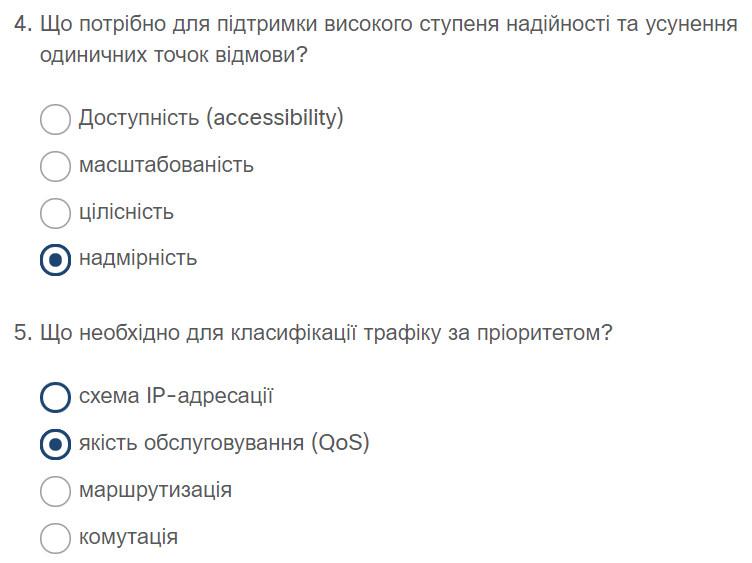 4. Що потрібно для підтримки високого ступеня надійності та усунення
одиничних точок відмови?
Доступність (accessibility)
масштабованість
цілісність
надмірність
5. Що необхідно для класифікації трафіку за пріоритетом?
схема IP-адресації
якість обслуговування (QoS)
маршрутизація
комутація